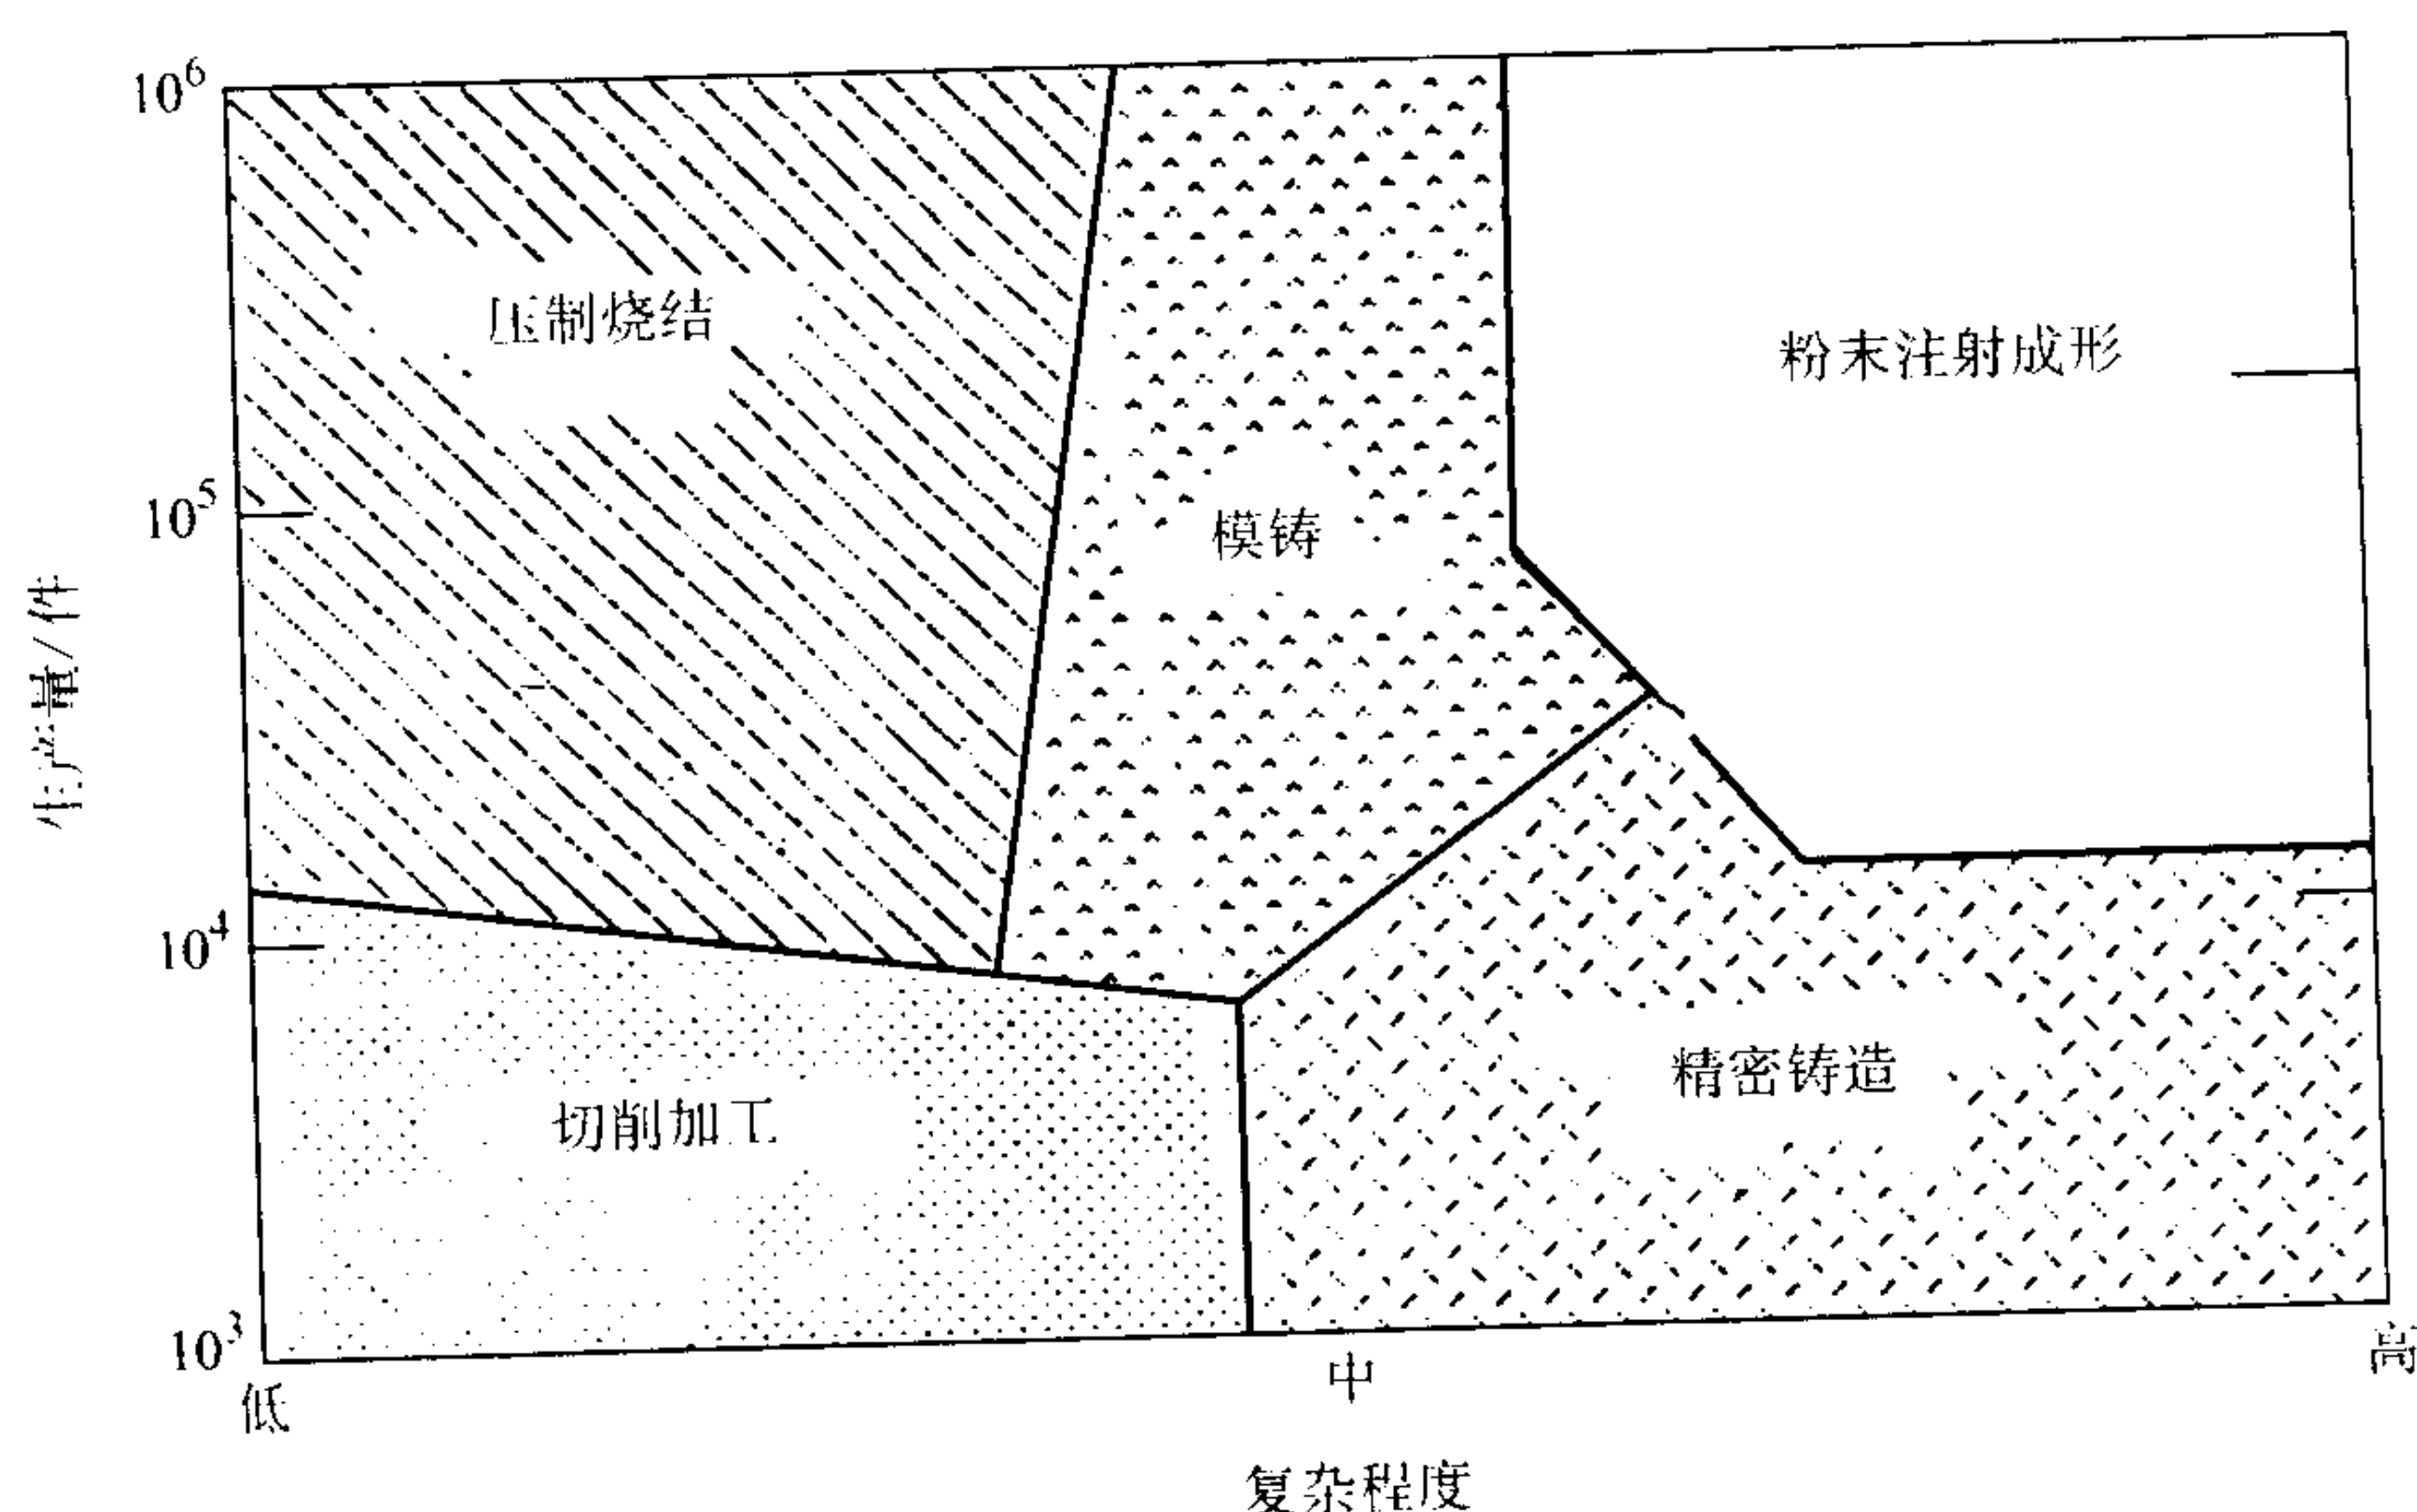 10⁶
压制烧结
粉末注射成形
10⁵
模铸
生产量/件
10⁴
精密铸造
切削加工
10³
低
中
高
复杂程度